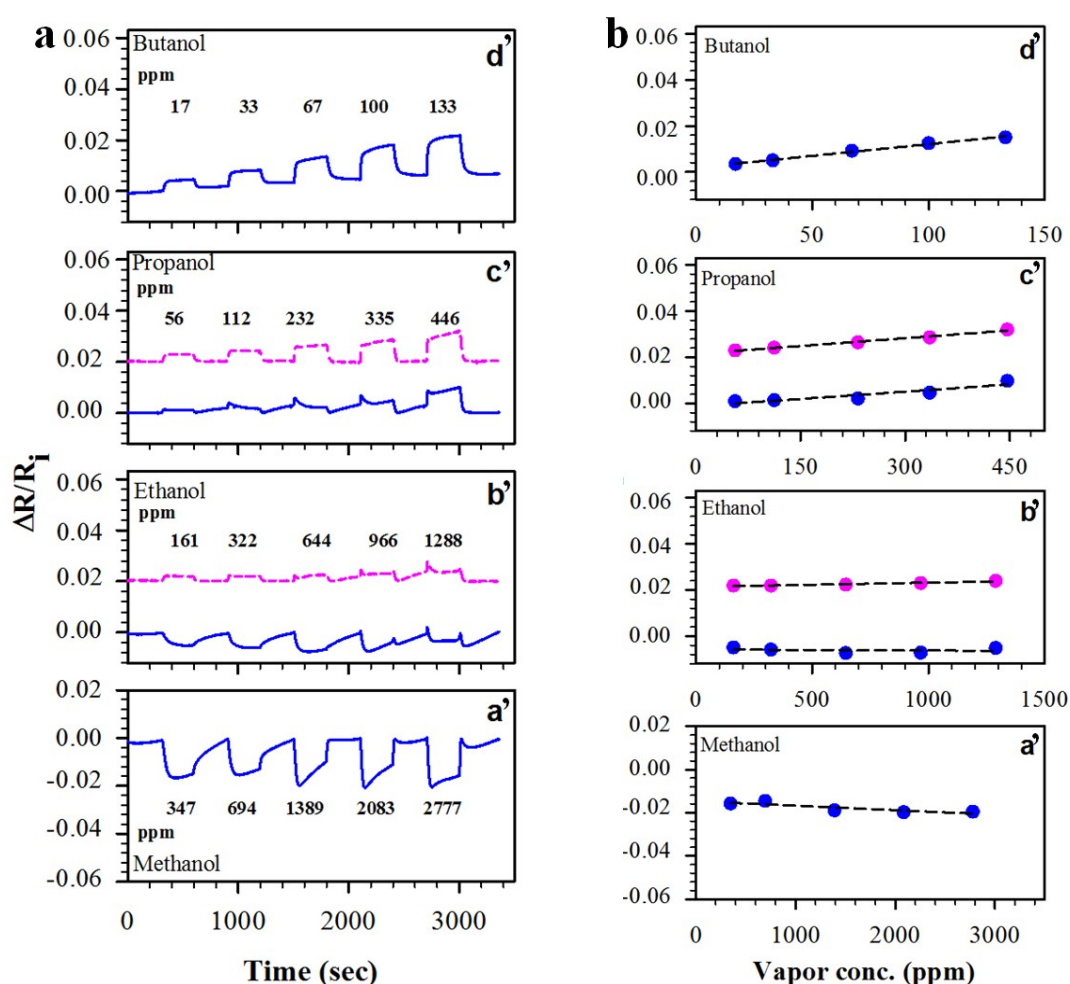 a
ΔR/Ri
Butanol
d’
ppm
17 33 67 100 133
0.06
0.04
0.02
0.00
Propanol
c’
ppm
56 112 232 335 446
0.06
0.04
0.02
0.00
Ethanol
b’
ppm
161 322 644 966 1288
0.06
0.04
0.02
0.00
a’
0.02
0.00
-0.02
-0.04
-0.06
347 694 1389 2083 2777
ppm
Methanol
0 1000 2000 3000
Time (sec)
b
Butanol
d’
0.06
0.04
0.02
0.00
0 50 100 150
Propanol
c’
0.06
0.04
0.02
0.00
0 150 300 450
Ethanol
b’
0.06
0.04
0.02
0.00
0 500 1000 1500
Methanol
a’
0.02
0.00
-0.02
-0.04
-0.06
0 1000 2000 3000
Vapor conc. (ppm)